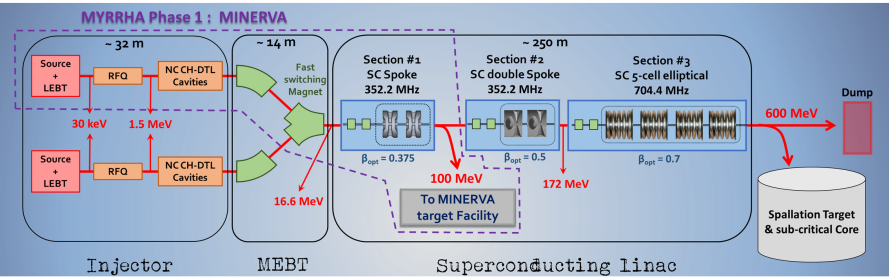 MYRRHA Phase 1 : MINERVA
~ 32 m
~ 14 m
~ 250 m
Source
+
LEBT
RFQ
NC CH-DTL
Cavities
Fast
switching
Magnet
Section #1
SC Spoke
352.2 MHz
Section #2
SC double Spoke
352.2 MHz
Section #3
SC 5-cell elliptical
704.4 MHz
Dump
30 keV
1.5 MeV
600 MeV
Source
+
LEBT
RFQ
NC CH-DTL
Cavities
βopt = 0.375
βopt = 0.5
βopt = 0.7
16.6 MeV
100 MeV
172 MeV
To MINERVA
target Facility
Spallation Target
& sub-critical Core
Injector
MEBT
Superconducting linac